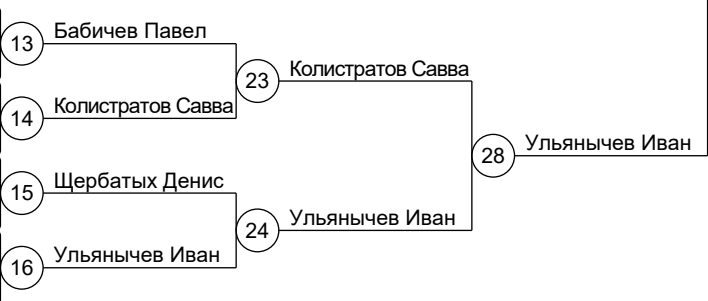 13 Бабичев Павел
23 Колистратов Савва
14 Колистратов Савва
28 Ульянычев Иван
15 Щербатых Денис
24 Ульянычев Иван
16 Ульянычев Иван